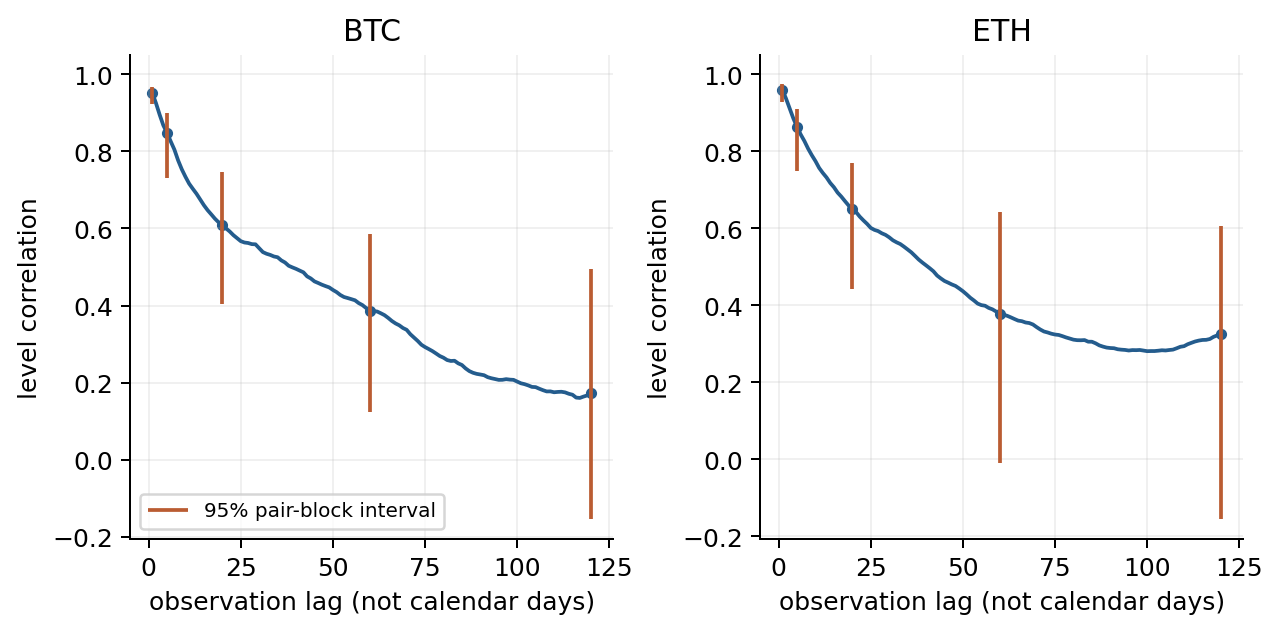 BTC
1.0
0.8
0.6
0.4
0.2
0.0
−0.2
level correlation
95% pair-block interval
0 25 50 75 100 125
observation lag (not calendar days)
ETH
1.0
0.8
0.6
0.4
0.2
0.0
−0.2
level correlation
0 25 50 75 100 125
observation lag (not calendar days)